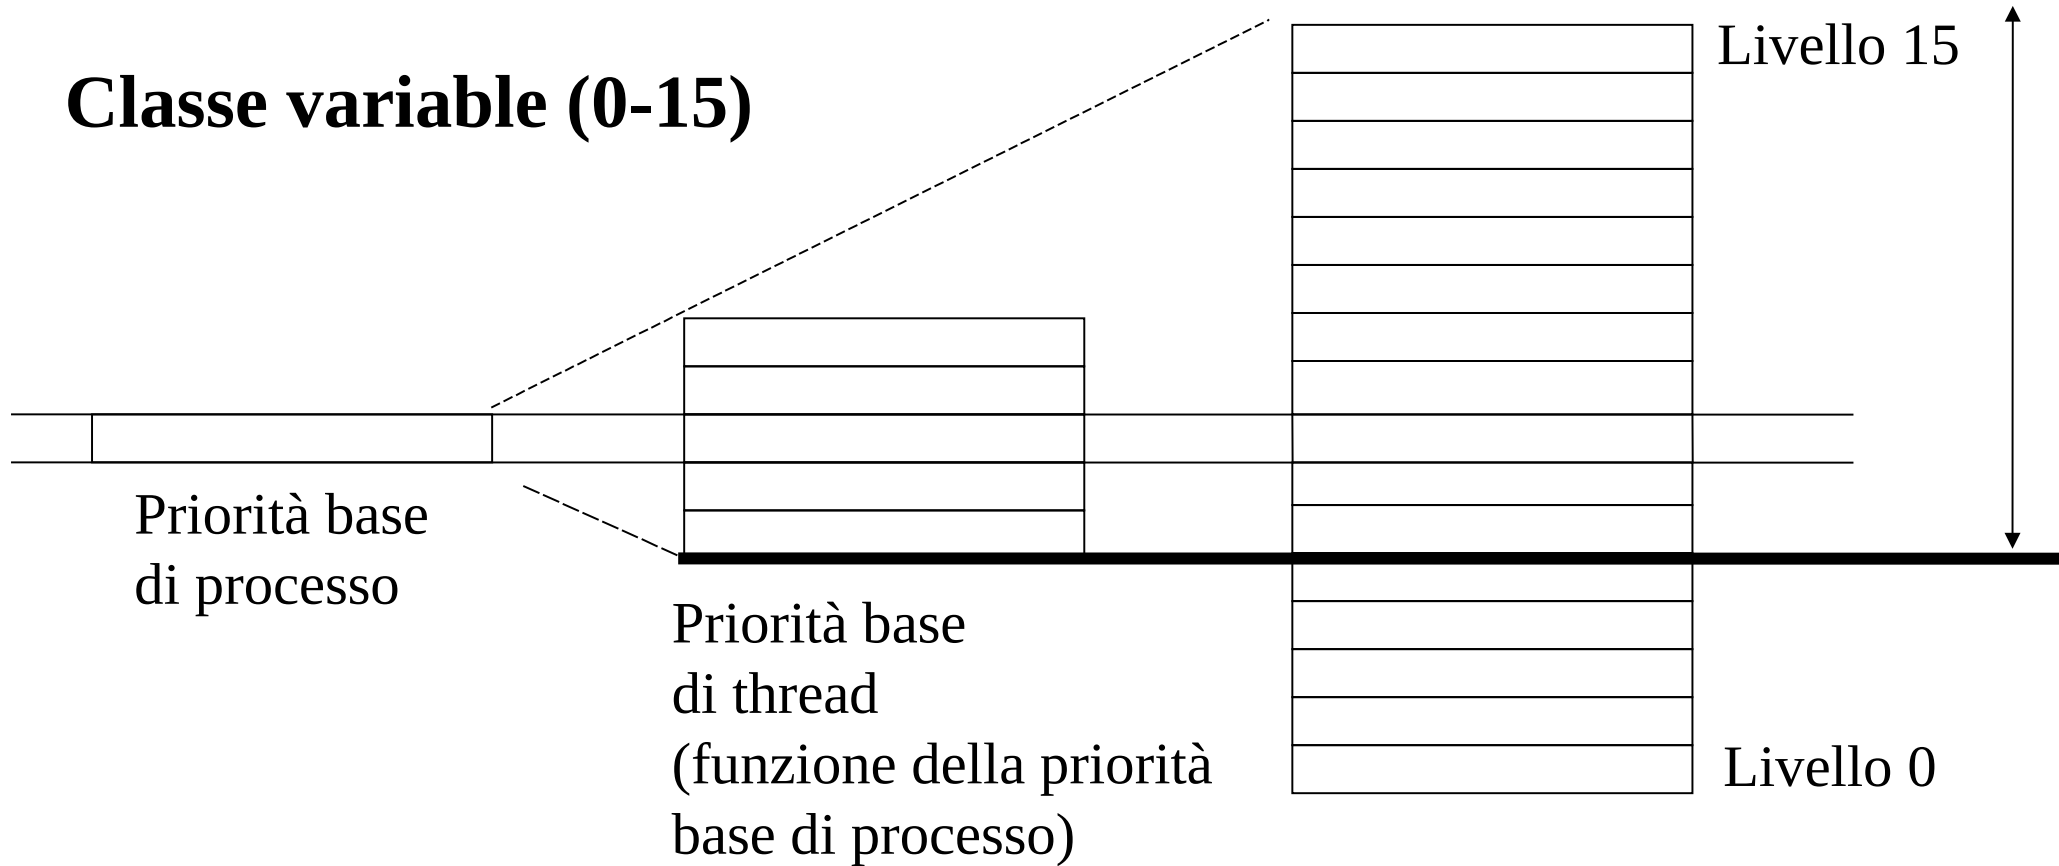 Classe variable (0-15)
Livello 15
Priorità base
di processo
Priorità base
di thread
(funzione della priorità
base di processo)
Livello 0